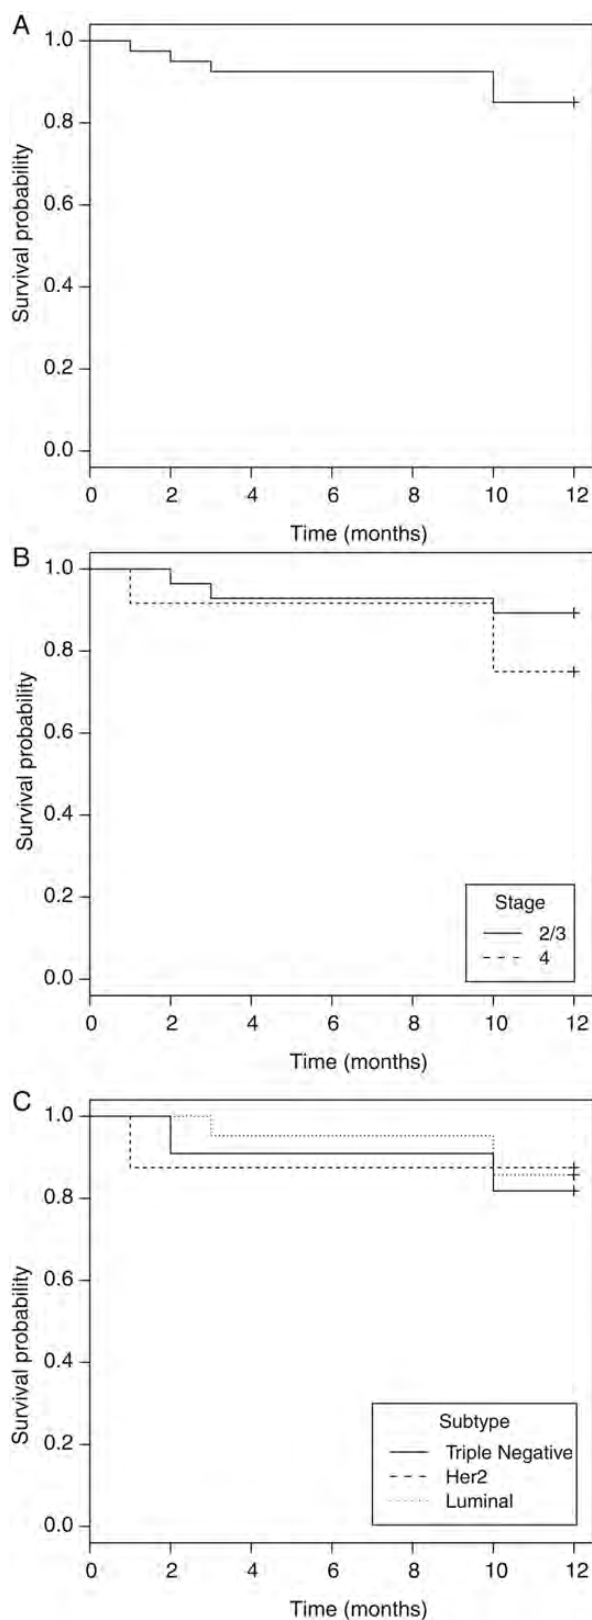 A
1.0
0.8
0.6
0.4
0.2
0.0
Survival probability
0 2 4 6 8 10 12
Time (months)
B
1.0
0.8
0.6
0.4
0.2
0.0
Survival probability
Stage
2/3
4
0 2 4 6 8 10 12
Time (months)
C
1.0
0.8
0.6
0.4
0.2
0.0
Survival probability
Subtype
Triple Negative
Her2
Luminal
0 2 4 6 8 10 12
Time (months)